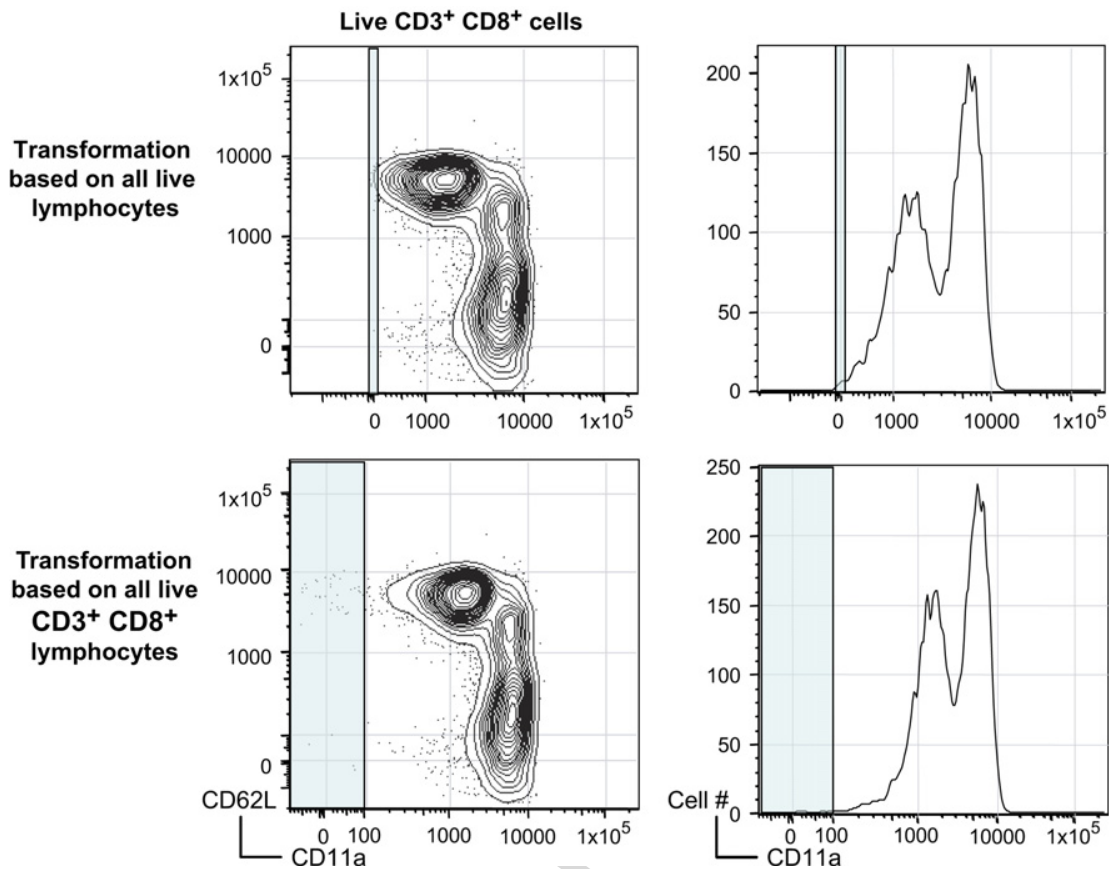 Live CD3⁺ CD8⁺ cells
Transformation
based on all live
lymphocytes
1x10⁵
10000
1000
0
0 1000 10000 1x10⁵
200
150
100
50
0
0 1000 10000 1x10⁵
Transformation
based on all live
CD3⁺ CD8⁺
lymphocytes
1x10⁵
10000
1000
0
CD62L
0 100 1000 10000 1x10⁵
CD11a
250
200
150
100
50
0
Cell #
0 100 1000 10000 1x10⁵
CD11a